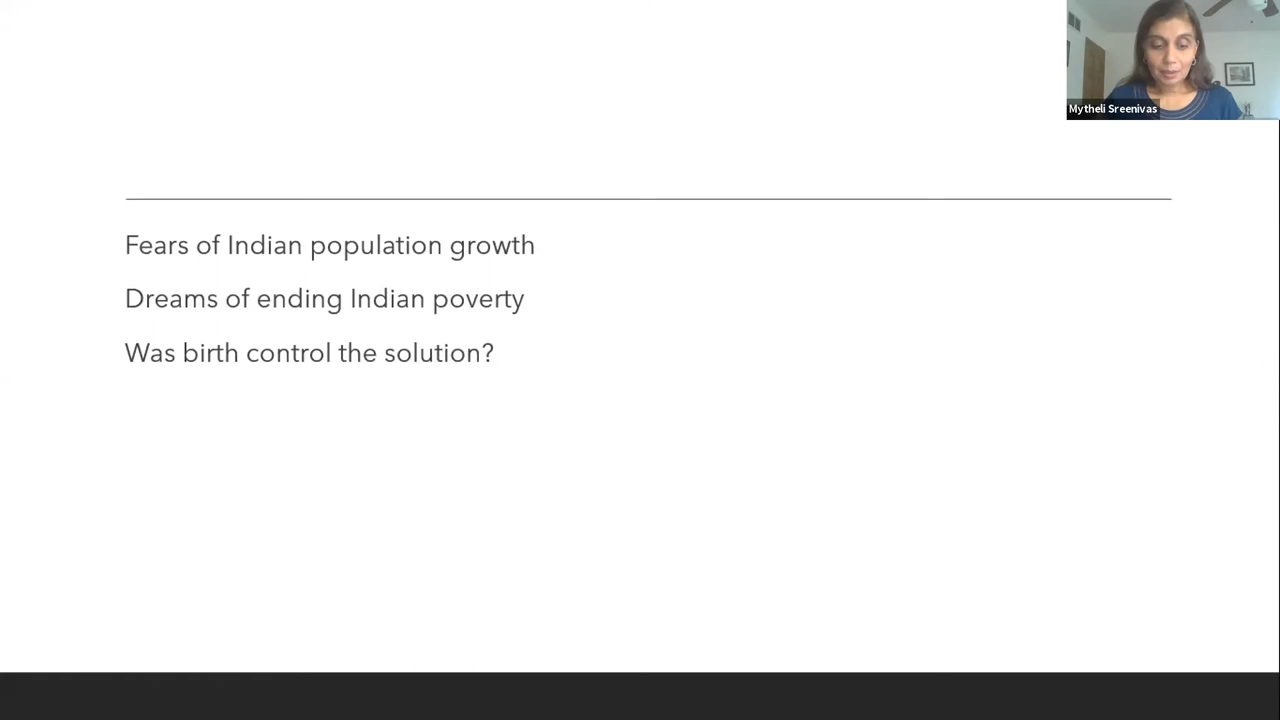 Mytheli Sreenivas
Fears of Indian population growth
Dreams of ending Indian poverty
Was birth control the solution?